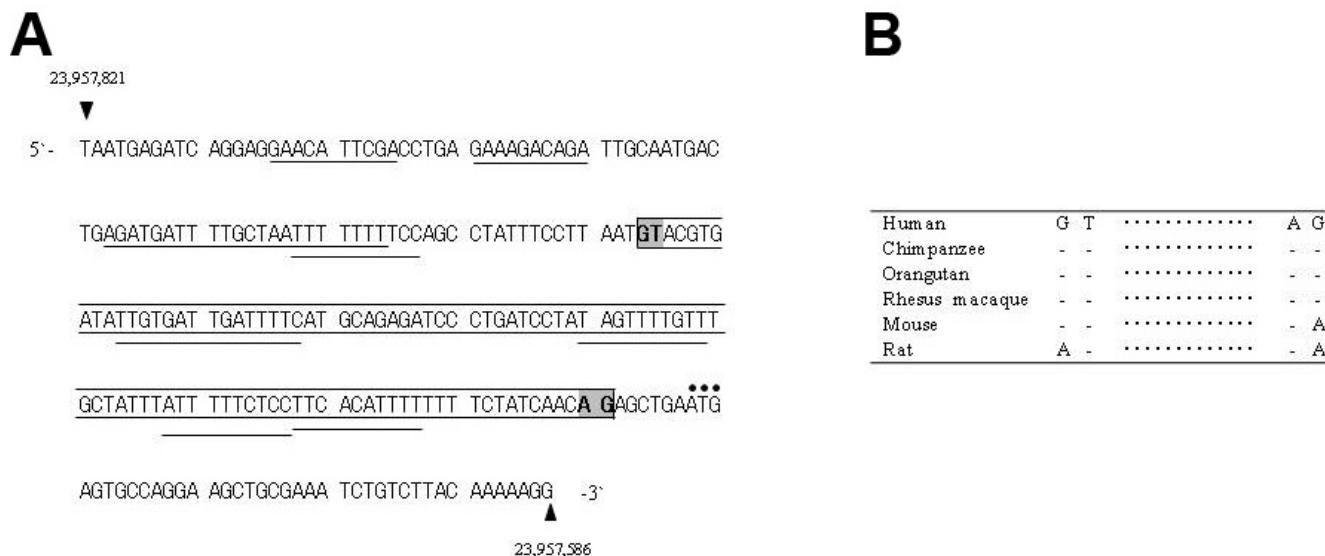 A
B
23,957,821
5`- TAATGAGATC AGGAGGAACA TTCGACCTGA GAAAGACAGA TTGCAATGAC
TGAGATGATT TTGCTAATTT TTTTTCCAGC CTATTTCCTT AATGTACGTG
ATATTGTGAT TGATTTTCAT GCAGAGATCC CTGATCCTAT AGTTTTGTTT
GCTATTTATT TTTCTCCTTC ACATTTTTTT TCTATCAACA GAGCTGAATG
AGTGCCAGGA AGCTGCGAAA TCTGTCTTAC AAAAAGG -3`
23,957,586
Human G T ············· A G
Chimpanzee - - ············· - -
Orangutan - - ············· - -
Rhesus macaque - - ············· - -
Mouse - - ············· - A
Rat A - ············· - A